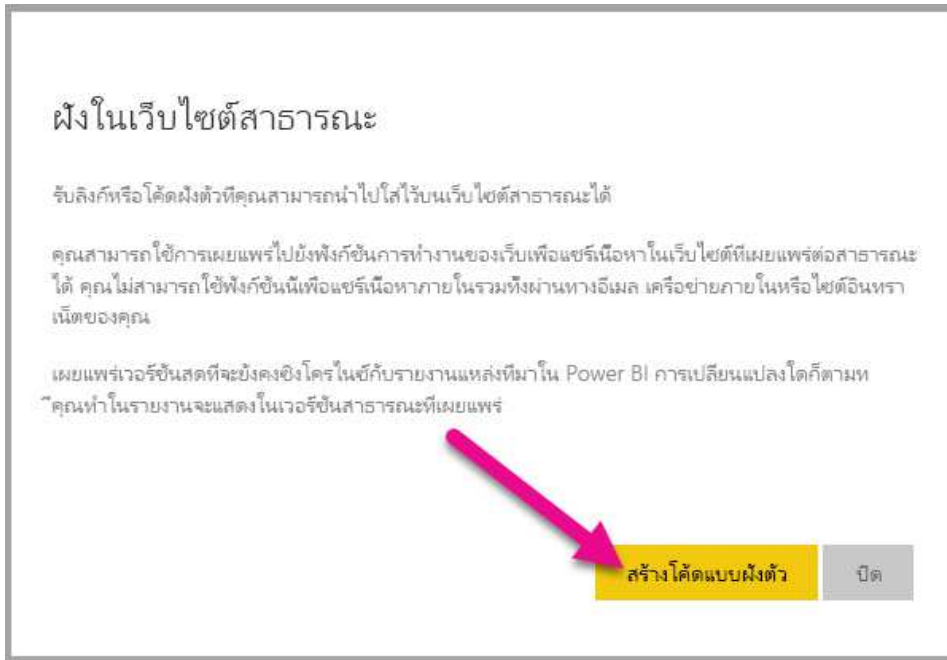 ฝังในเว็บไซต์สาธารณะ
รับลิงก์หรือโค้ดฝังตัวที่คุณสามารถนำไปใส่ไว้บนเว็บไซต์สาธารณะได้
คุณสามารถใช้การเผยแพร่ไปยังฟังก์ชันการทำงานของเว็บเพื่อแชร์เนื้อหาในเว็บไซต์ที่เผยแพร่ต่อสาธารณะ
ได้ คุณไม่สามารถใช้ฟังก์ชันนี้เพื่อแชร์เนื้อหาภายในรวมทั้งผ่านทางอีเมล เครือข่ายภายในหรือไซต์อินทรา
เน็ตของคุณ
เผยแพร่เวอร์ชันสดที่จะยังคงซิงโครไนซ์กับรายงานแหล่งที่มาใน Power BI การเปลี่ยนแปลงใดก็ตามท
ี่คุณทำในรายงานจะแสดงในเวอร์ชันสาธารณะที่เผยแพร่
สร้างโค้ดแบบฝังตัว
ปิด